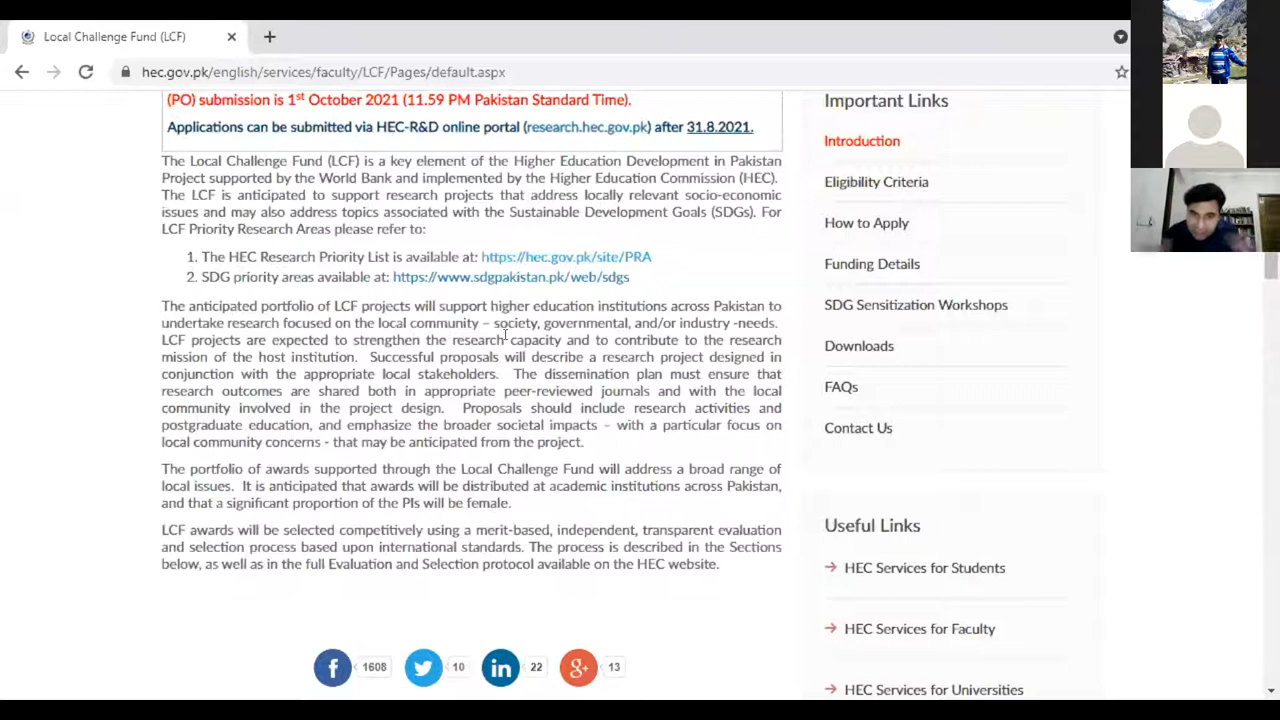 Local Challenge Fund (LCF)
hec.gov.pk/english/services/faculty/LCF/Pages/default.aspx
(PO) submission is 1st October 2021 (11.59 PM Pakistan Standard Time).
Applications can be submitted via HEC-R&D online portal (research.hec.gov.pk) after 31.8.2021.
The Local Challenge Fund (LCF) is a key element of the Higher Education Development in Pakistan
Project supported by the World Bank and implemented by the Higher Education Commission (HEC).
The LCF is anticipated to support research projects that address locally relevant socio-economic
issues and may also address topics associated with the Sustainable Development Goals (SDGs). For
LCF Priority Research Areas please refer to:
1. The HEC Research Priority List is available at: https://hec.gov.pk/site/PRA
2. SDG priority areas available at: https://www.sdgpakistan.pk/web/sdgs
The anticipated portfolio of LCF projects will support higher education institutions across Pakistan to
undertake research focused on the local community – society, governmental, and/or industry -needs.
LCF projects are expected to strengthen the research capacity and to contribute to the research
mission of the host institution. Successful proposals will describe a research project designed in
conjunction with the appropriate local stakeholders. The dissemination plan must ensure that
research outcomes are shared both in appropriate peer-reviewed journals and with the local
community involved in the project design. Proposals should include research activities and
postgraduate education, and emphasize the broader societal impacts – with a particular focus on
local community concerns - that may be anticipated from the project.
The portfolio of awards supported through the Local Challenge Fund will address a broad range of
local issues. It is anticipated that awards will be distributed at academic institutions across Pakistan,
and that a significant proportion of the PIs will be female.
LCF awards will be selected competitively using a merit-based, independent, transparent evaluation
and selection process based upon international standards. The process is described in the Sections
below, as well as in the full Evaluation and Selection protocol available on the HEC website.
1608
10
22
13
Important Links
Introduction
Eligibility Criteria
How to Apply
Funding Details
SDG Sensitization Workshops
Downloads
FAQs
Contact Us
Useful Links
HEC Services for Students
HEC Services for Faculty
HEC Services for Universities